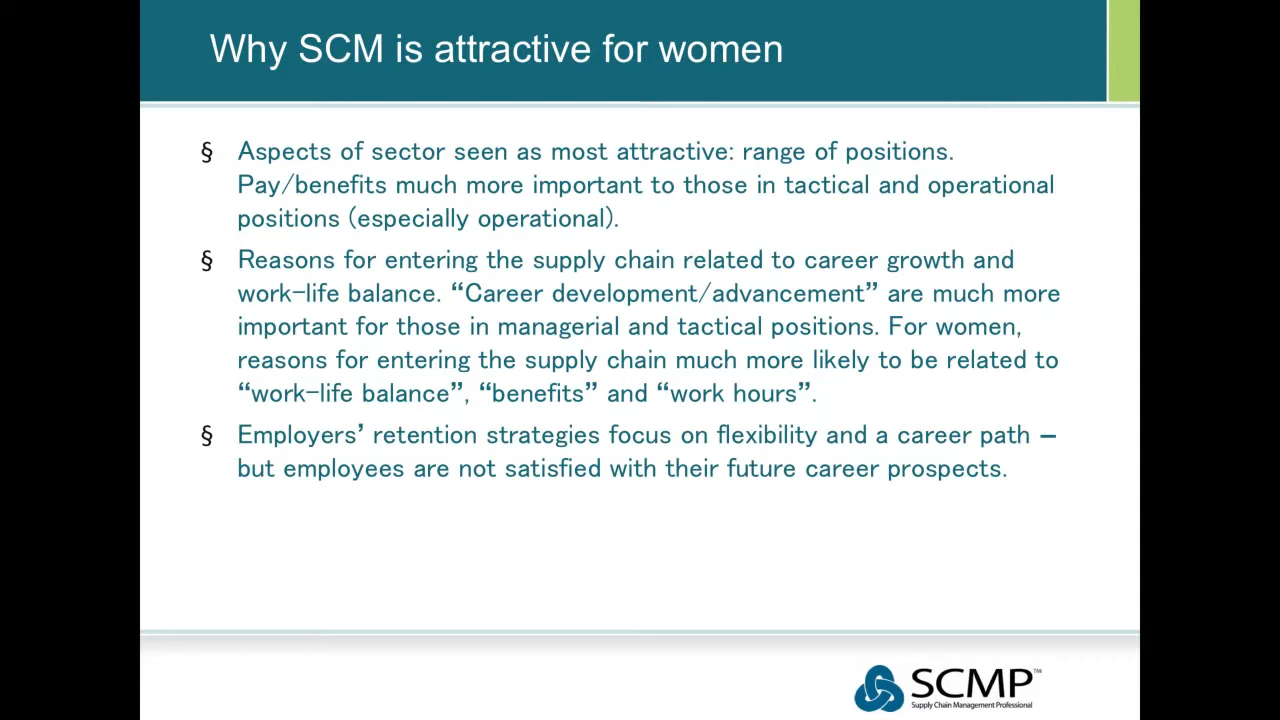 Why SCM is attractive for women
§ Aspects of sector seen as most attractive: range of positions.
Pay/benefits much more important to those in tactical and operational
positions (especially operational).
§ Reasons for entering the supply chain related to career growth and
work-life balance. “Career development/advancement” are much more
important for those in managerial and tactical positions. For women,
reasons for entering the supply chain much more likely to be related to
“work-life balance”, “benefits” and “work hours”.
§ Employers’ retention strategies focus on flexibility and a career path –
but employees are not satisfied with their future career prospects.
SCMP™
Supply Chain Management Professional